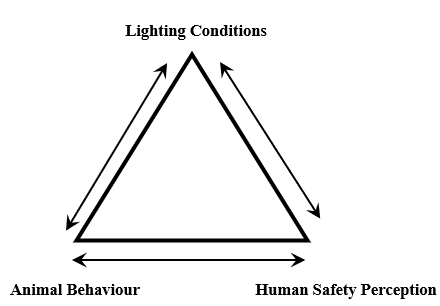 Lighting Conditions
Animal Behaviour
Human Safety Perception